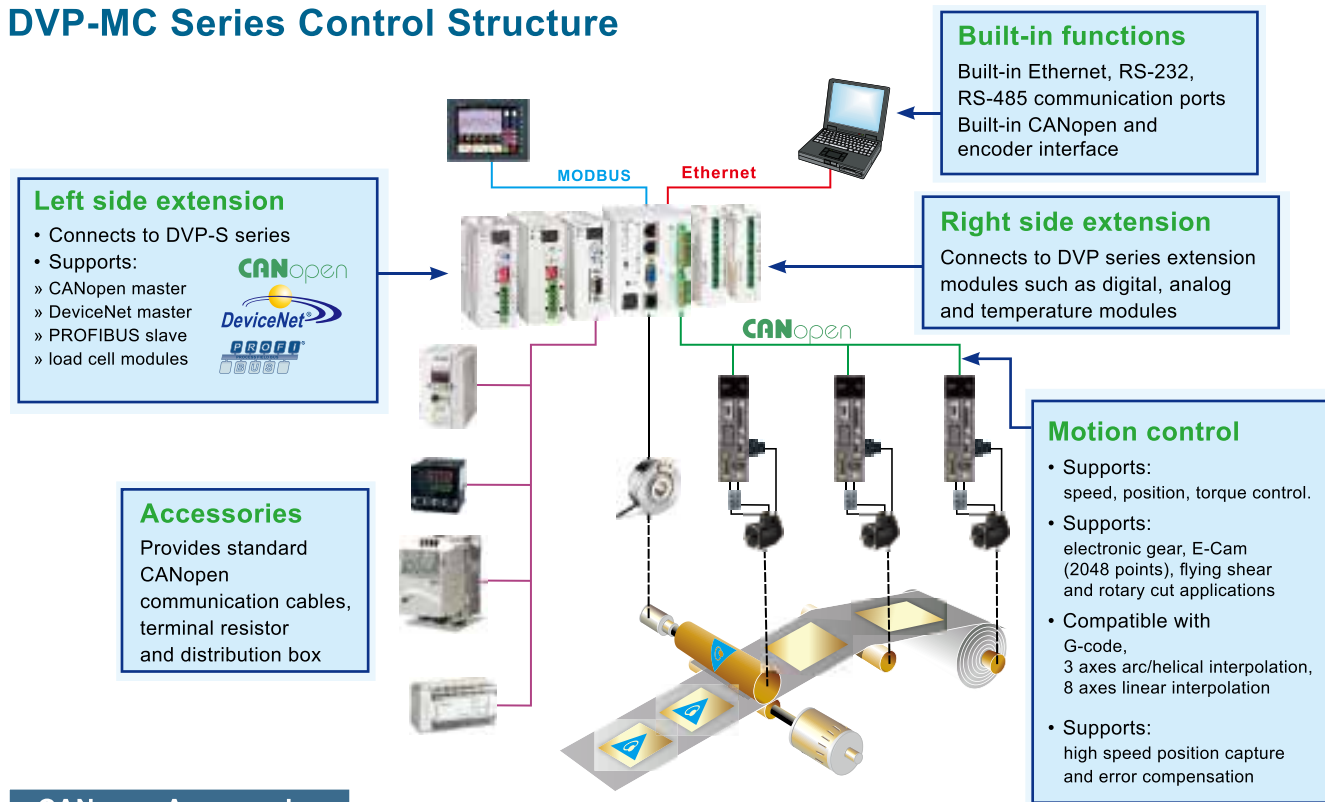 DVP-MC Series Control Structure
Built-in functions
Built-in Ethernet, RS-232,
RS-485 communication ports
Built-in CANopen and
encoder interface
MODBUS
Ethernet
Left side extension
• Connects to DVP-S series
• Supports:
» CANopen master
» DeviceNet master
» PROFIBUS slave
» load cell modules
CANopen
DeviceNet®
PROFI®
BUS
Right side extension
Connects to DVP series extension
modules such as digital, analog
and temperature modules
CANopen
Motion control
• Supports:
speed, position, torque control.
• Supports:
electronic gear, E-Cam
(2048 points), flying shear
and rotary cut applications
• Compatible with
G-code,
3 axes arc/helical interpolation,
8 axes linear interpolation
• Supports:
high speed position capture
and error compensation
Accessories
Provides standard
CANopen
communication cables,
terminal resistor
and distribution box